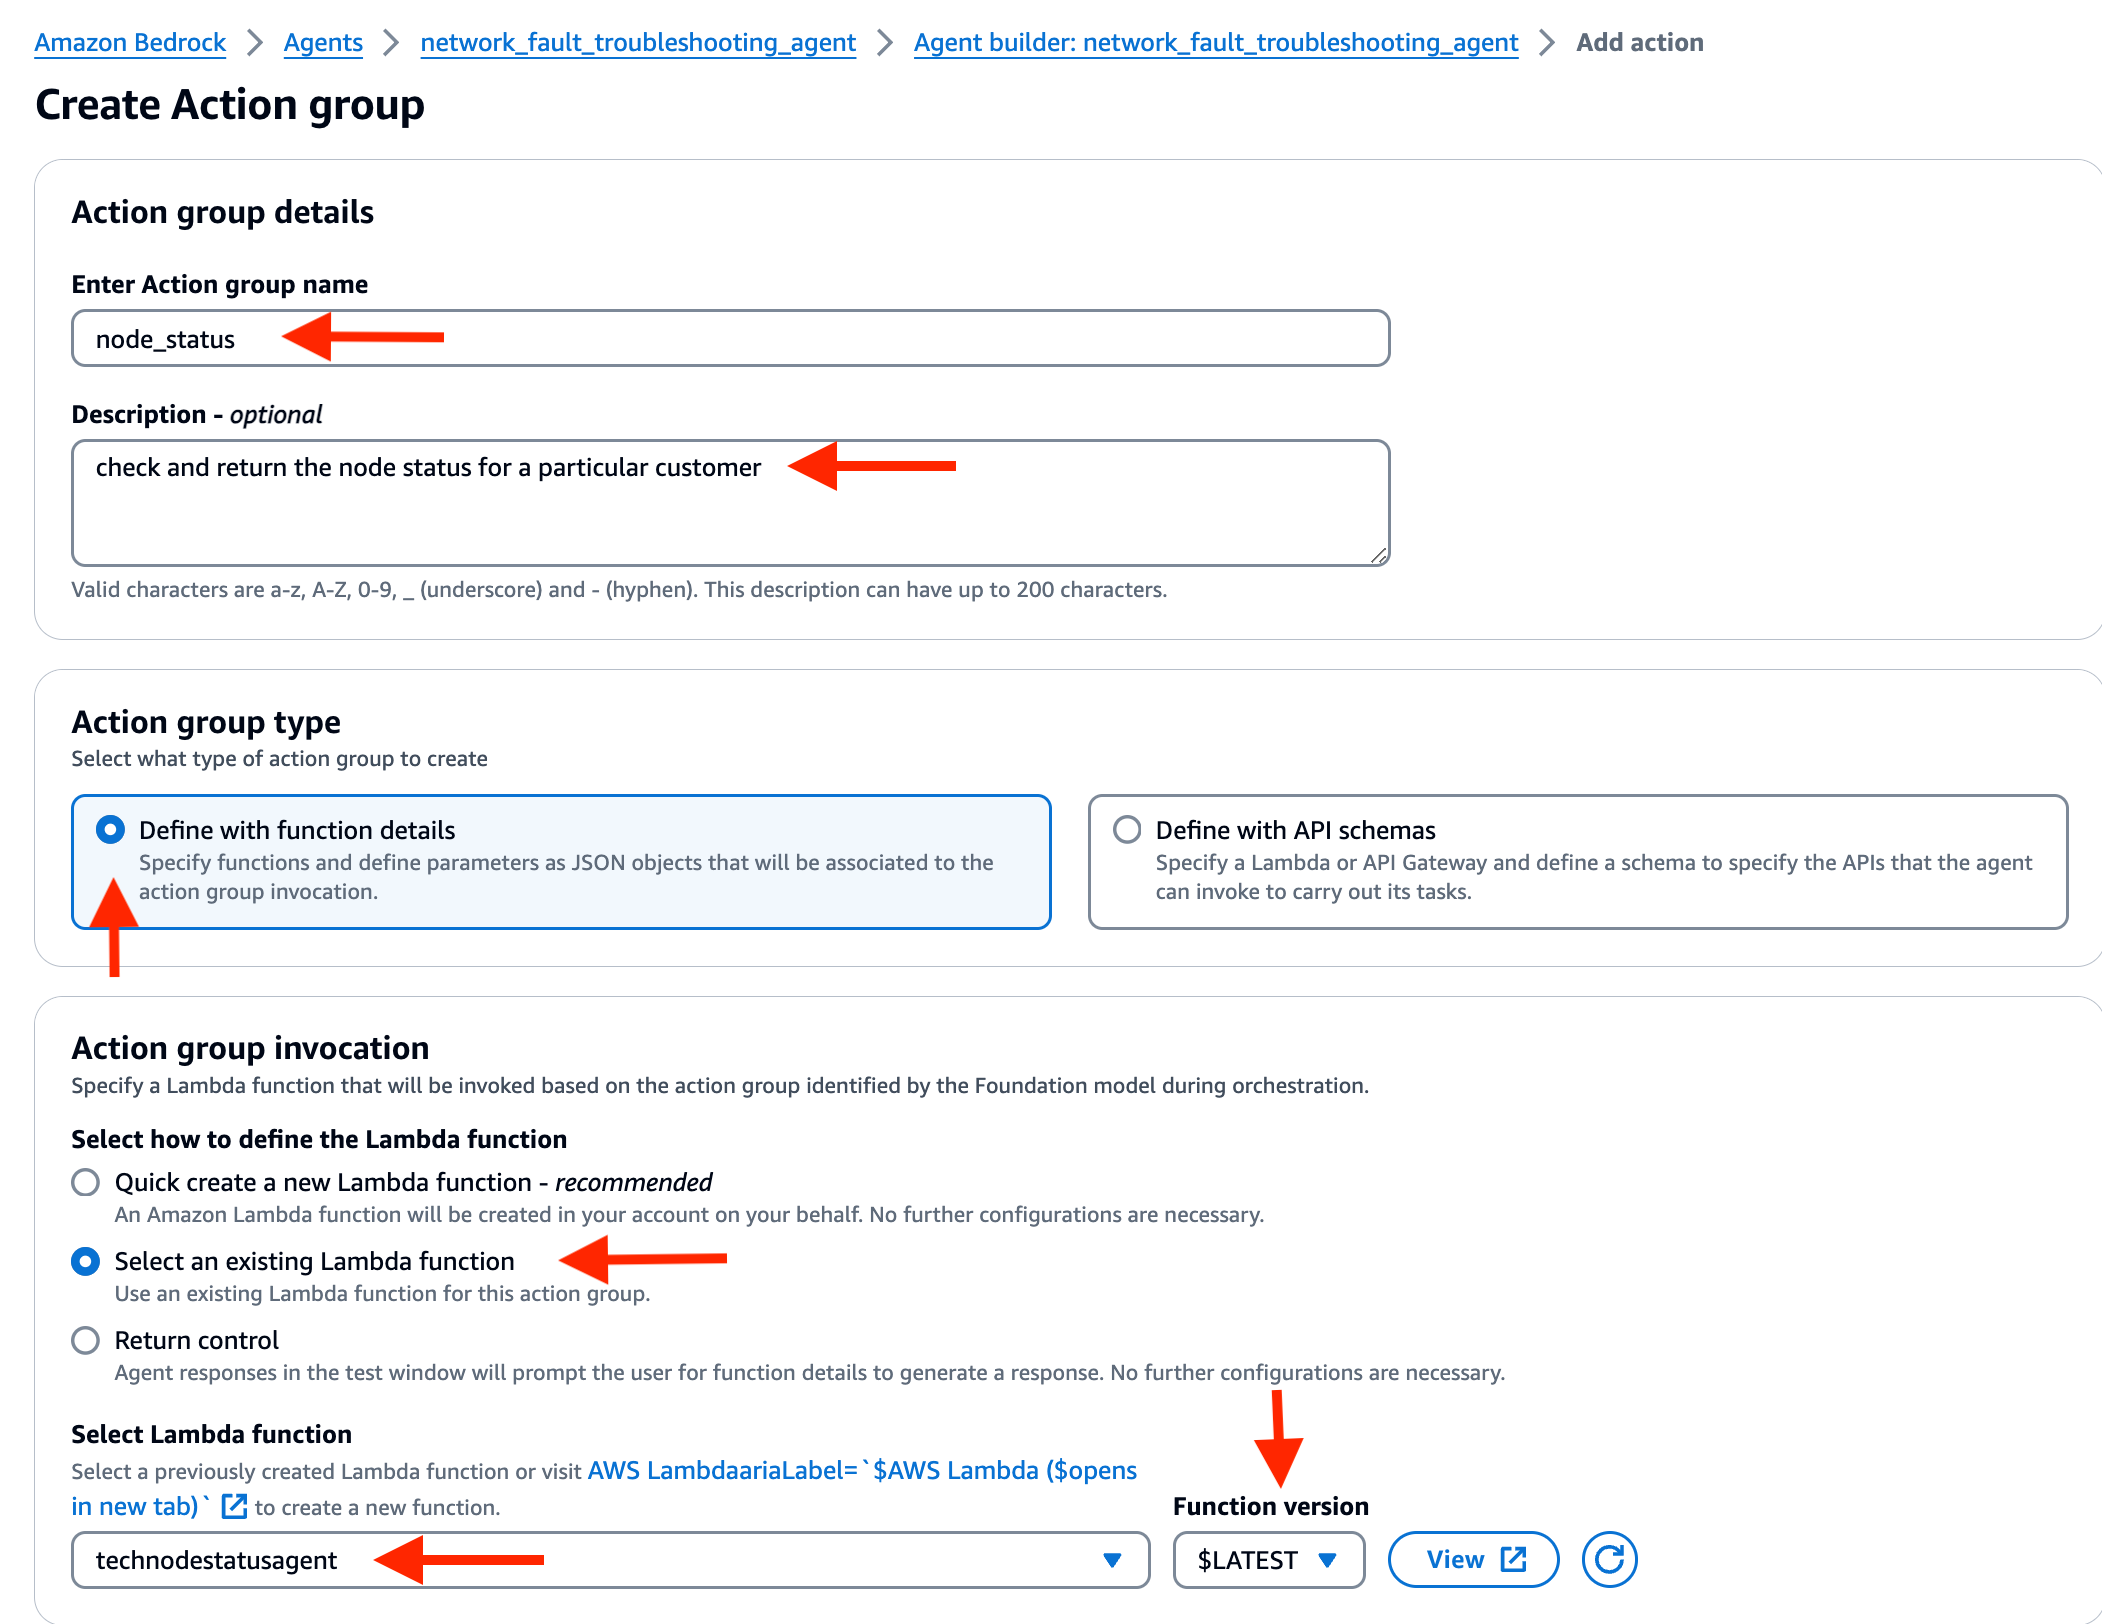 Amazon Bedrock > Agents > network_fault_troubleshooting_agent > Agent builder: network_fault_troubleshooting_agent > Add action
Create Action group
Action group details
Enter Action group name
node_status
Description - optional
check and return the node status for a particular customer
Valid characters are a-z, A-Z, 0-9, _ (underscore) and - (hyphen). This description can have up to 200 characters.
Action group type
Select what type of action group to create
Define with function details
Specify functions and define parameters as JSON objects that will be associated to the
action group invocation.
Define with API schemas
Specify a Lambda or API Gateway and define a schema to specify the APIs that the agent
can invoke to carry out its tasks.
Action group invocation
Specify a Lambda function that will be invoked based on the action group identified by the Foundation model during orchestration.
Select how to define the Lambda function
Quick create a new Lambda function - recommended
An Amazon Lambda function will be created in your account on your behalf. No further configurations are necessary.
Select an existing Lambda function
Use an existing Lambda function for this action group.
Return control
Agent responses in the test window will prompt the user for function details to generate a response. No further configurations are necessary.
Select Lambda function
Select a previously created Lambda function or visit AWS LambdaariaLabel=`$AWS Lambda ($opens
in new tab)` to create a new function.
technodestatusagent
Function version
$LATEST
View